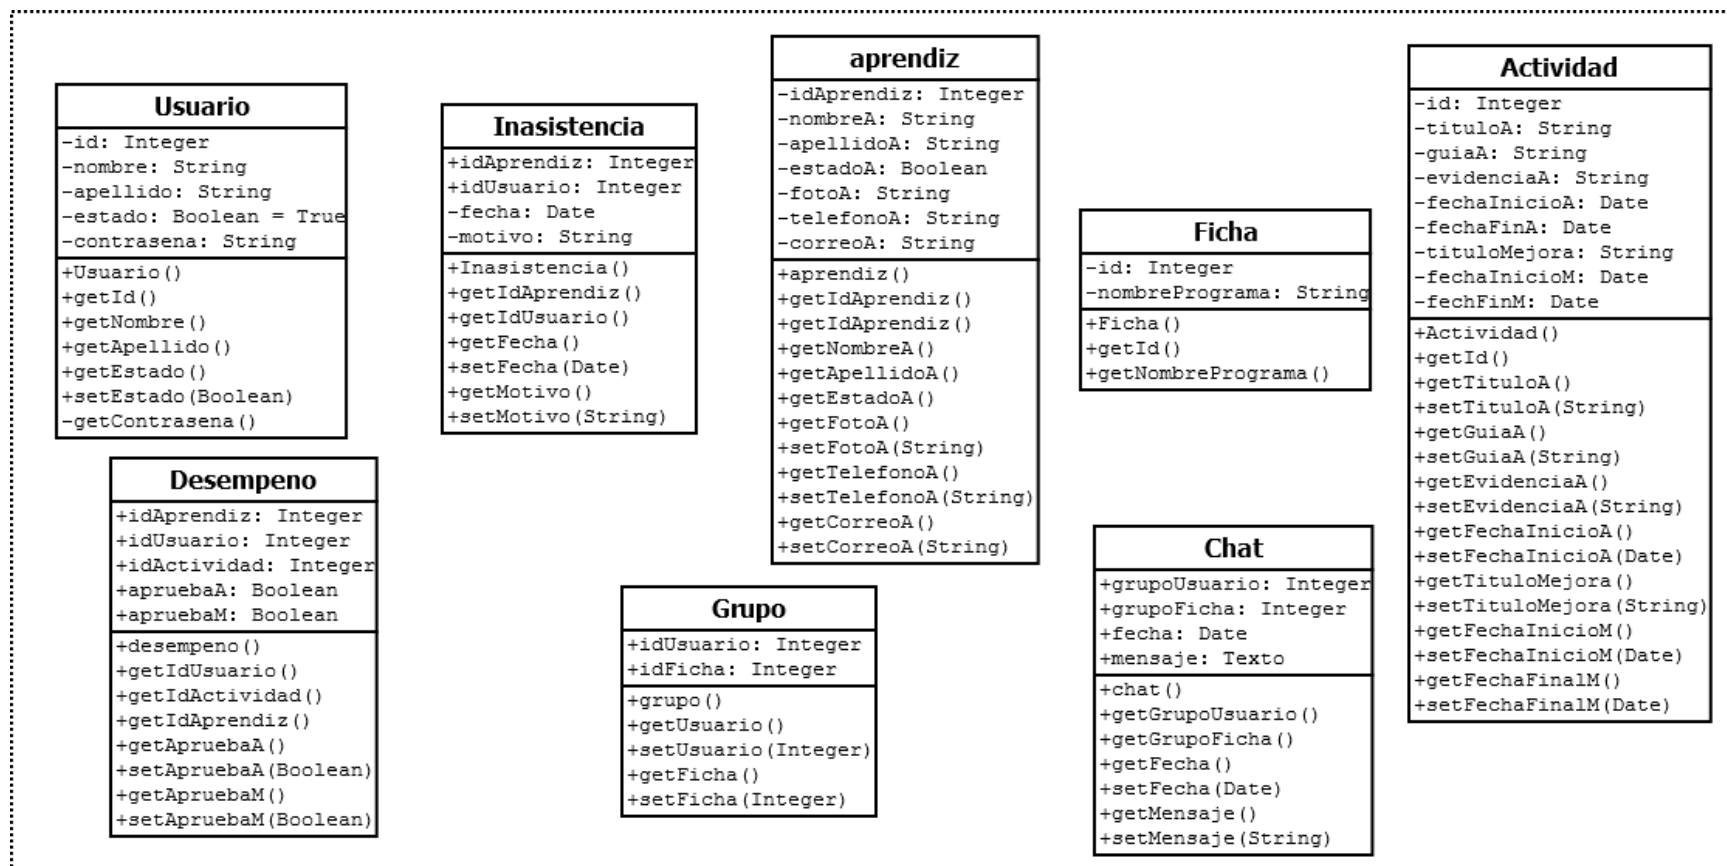 Usuario
-id: Integer
-nombre: String
-apellido: String
-estado: Boolean = True
-contrasena: String
+Usuario()
+getId()
+getNombre()
+getApellido()
+getEstado()
+setEstado(Boolean)
-getContrasena()
Inasistencia
+idAprendiz: Integer
+idUsuario: Integer
-fecha: Date
-motivo: String
+Inasistencia()
+getIdAprendiz()
+getIdUsuario()
+getFecha()
+setFecha(Date)
+getMotivo()
+setMotivo(String)
aprendiz
-idAprendiz: Integer
-nombreA: String
-apellidoA: String
-estadoA: Boolean
-fotoA: String
-telefonoA: String
-correoA: String
+aprendiz()
+getIdAprendiz()
+getIdAprendiz()
+getNombreA()
+getApellidoA()
+getEstadoA()
+getFotoA()
+setFotoA(String)
+getTelefonoA()
+setTelefonoA(String)
+getCorreoA()
+setCorreoA(String)
Ficha
-id: Integer
-nombrePrograma: String
+Ficha()
+getId()
+getNombrePrograma()
Actividad
-id: Integer
-tituloA: String
-guiaA: String
-evidenciaA: String
-fechaInicioA: Date
-fechaFinA: Date
-tituloMejora: String
-fechaInicioM: Date
-fechFinM: Date
+Actividad()
+getId()
+getTituloA()
+setTituloA(String)
+getGuiaA()
+setGuiaA(String)
+getEvidenciaA()
+setEvidenciaA(String)
+getFechaInicioA()
+setFechaInicioA(Date)
+getTituloMejora()
+setTituloMejora(String)
+getFechaInicioM()
+setFechaInicioM(Date)
+getFechaFinalM()
+setFechaFinalM(Date)
Desempeno
+idAprendiz: Integer
+idUsuario: Integer
+idActividad: Integer
+apruebaA: Boolean
+apruebaM: Boolean
+desempeno()
+getIdUsuario()
+getIdActividad()
+getIdAprendiz()
+getApruebaA()
+setApruebaA(Boolean)
+getApruebaM()
+setApruebaM(Boolean)
Grupo
+idUsuario: Integer
+idFicha: Integer
+grupo()
+getUsuario()
+setUsuario(Integer)
+getFicha()
+setFicha(Integer)
Chat
+grupoUsuario: Integer
+grupoFicha: Integer
+fecha: Date
+mensaje: Texto
+chat()
+getGrupoUsuario()
+getGrupoFicha()
+getFecha()
+setFecha(Date)
+getMensaje()
+setMensaje(String)